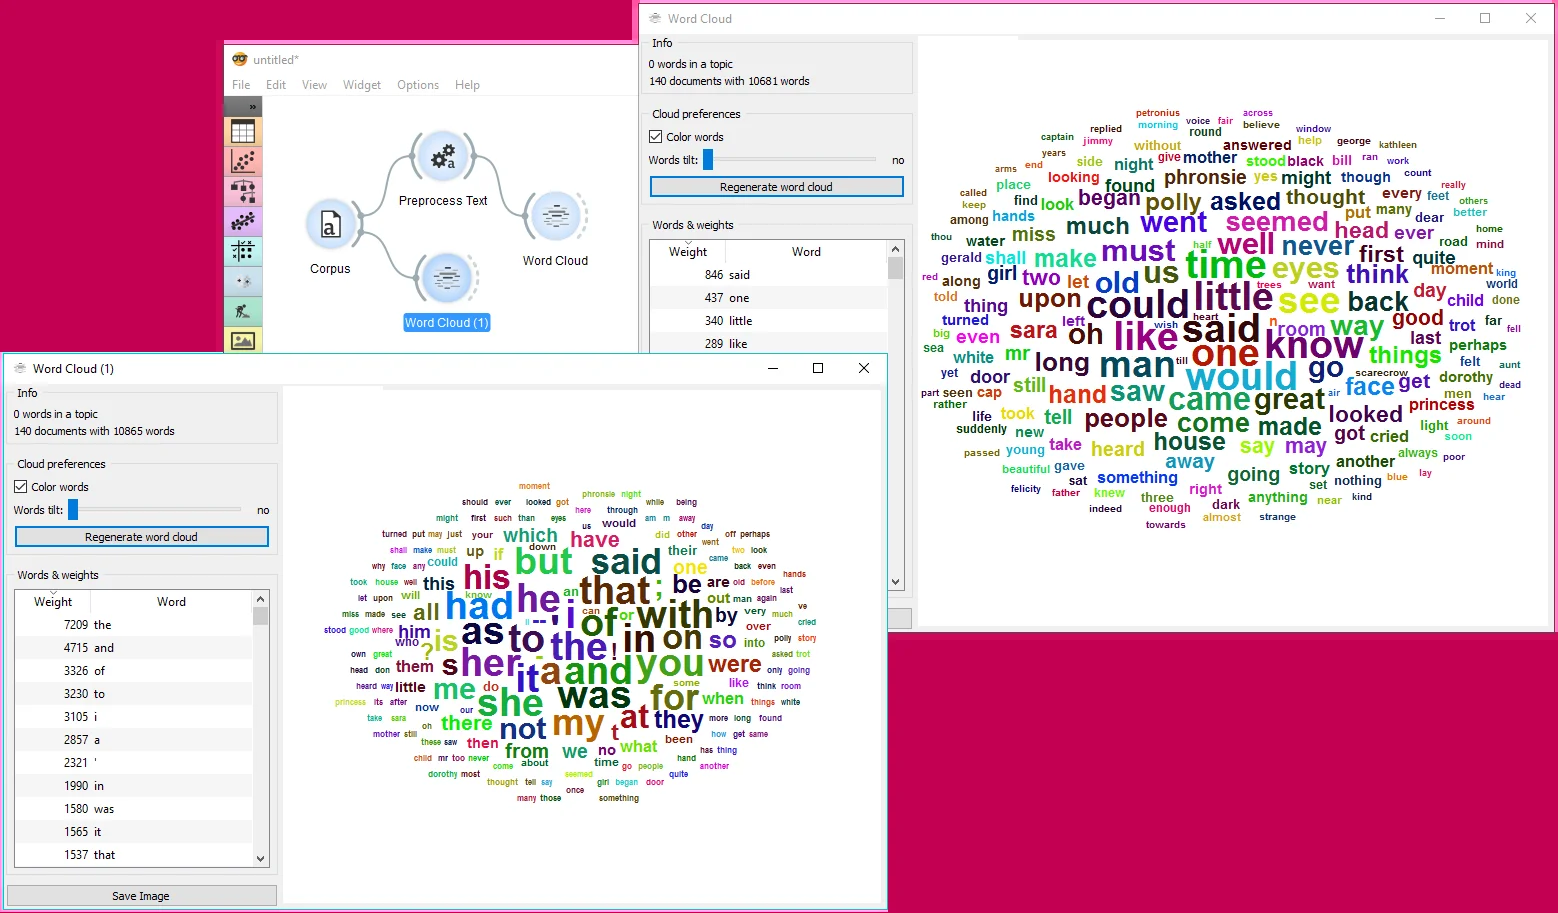 untitled*
File Edit View Widget Options Help
»
Preprocess Text
Corpus
Word Cloud
Word Cloud (1)
Word Cloud
Info
0 words in a topic
140 documents with 10681 words
Cloud preferences
Color words
Words tilt: no
Regenerate word cloud
Words & weights
Weight Word
846 said
437 one
340 little
289 like
petronius across
morning voice fair believe
captain replied round window
jimmy without answered help george kathleen
years side night give mother stood black bill ran work
arms end looking found phronsie yes might though count
called place began polly asked thought every feet really
keep find look much went seemed put many dear others better
among hands miss must well never head ever home
thou water half first quite road mind
gerald shall make us time eyes think moment king
red along girl two let old trees want world
told thing upon could little see back day child done
turned left heart
big even sara oh like wish said n room way good trot far fell
sea white mr long man till one know things last perhaps
yet door would go scarecrow felt aunt
part seen cap still hand saw came great air face get dorothy men dead hear
rather life took tell people come made looked princess
suddenly new house got cried light around
passed young take heard say may another always soon
beautiful gave away going story nothing blue poor lay
sat something set
felicity father knew three right anything near kind
indeed enough dark
towards almost strange
Word Cloud (1)
Info
0 words in a topic
140 documents with 10865 words
Cloud preferences
Color words
Words tilt: no
Regenerate word cloud
Words & weights
Weight Word
7209 the
4715 and
3326 of
3230 to
3105 i
2857 a
2321 '
1990 in
1580 was
1565 it
1537 that
Save Image
moment
phronsie night
should ever looked got while being
here through
might first such than eyes us would am m away
turned put may just your which have did other day off perhaps
shall make must up if down their went two look
why face any could but said one came back even
took house well this his that ; be are old before hands
let upon will know had he an out man again last
miss made see all ll -- ' i can of or with by very much ve
stood good where him as to the ! in on so over cried
who ? is into polly story
own great s her - and you asked trot
head don them it a were only going
heard way little me do some like think room
princess its after she was for when things white
now our
take sara oh there not my at they more long found
mother still t how get same
these saw then from we no what been has thing
child mr too never about time hand
come go people another
dorothy most seemed quite
thought tell say girl began door
once
many those something